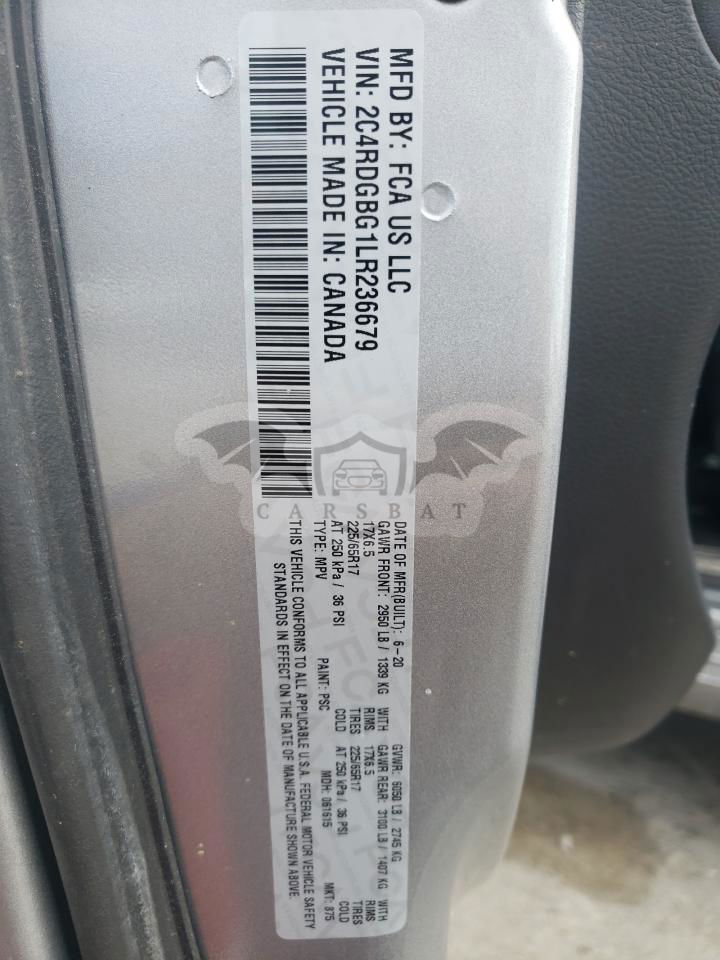 MFD BY: FCA US LLC
VIN: 2C4RDGBG1LR236679
VEHICLE MADE IN: CANADA
CARSBAT
DATE OF MFR(BUILT): 6-20 GVWR: 6050 LB / 2745 KG
GAWR FRONT: 2950 LB / 1339 KG WITH GAWR REAR: 3100 LB / 1407 KG WITH
17X6.5 RIMS 17X6.5 RIMS
225/65R17 TIRES 225/65R17 TIRES
AT 250 kPa / 36 PSI COLD AT 250 kPa / 36 PSI COLD
TYPE: MPV PAINT: PSC MDH: 061615 MKT: 875
THIS VEHICLE CONFORMS TO ALL APPLICABLE U.S.A. FEDERAL MOTOR VEHICLE SAFETY
STANDARDS IN EFFECT ON THE DATE OF MANUFACTURE SHOWN ABOVE.